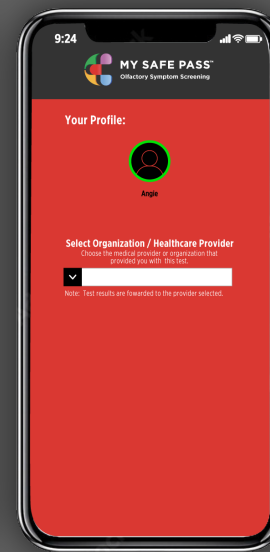 9:24
MY SAFE PASS™
Olfactory Symptom Screening
Your Profile:
Angie
Select Organization / Healthcare Provider
Choose the medical provider or organization that
provided you with this test.
Note: Test results are fowarded to the provider selected.